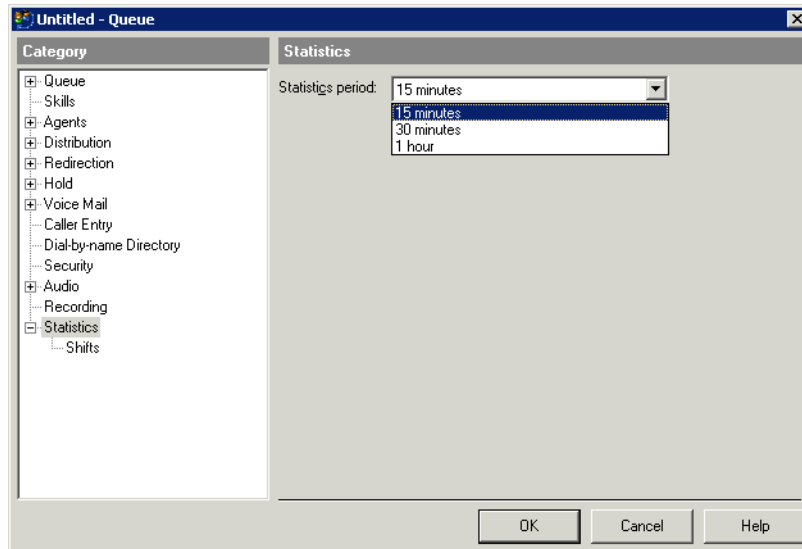 Untitled - Queue
Category
Statistics
Queue
Skills
Agents
Distribution
Redirection
Hold
Voice Mail
Caller Entry
Dial-by-name Directory
Security
Audio
Recording
Statistics
Shifts
Statistics period: 15 minutes
15 minutes
30 minutes
1 hour
OK Cancel Help